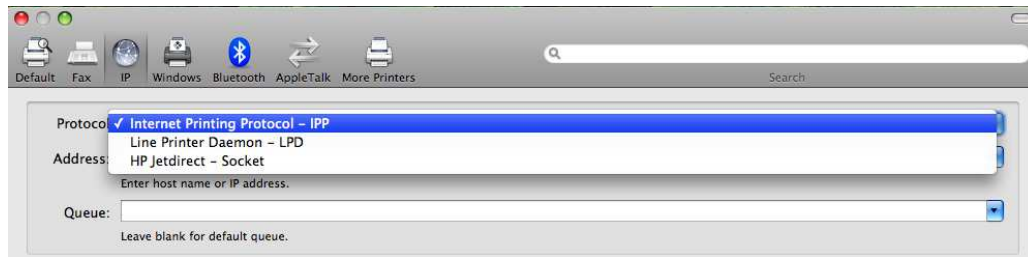 Default Fax IP Windows Bluetooth AppleTalk More Printers
Search
Protocol
✓ Internet Printing Protocol – IPP
Line Printer Daemon – LPD
Address:
HP Jetdirect – Socket
Enter host name or IP address.
Queue:
Leave blank for default queue.